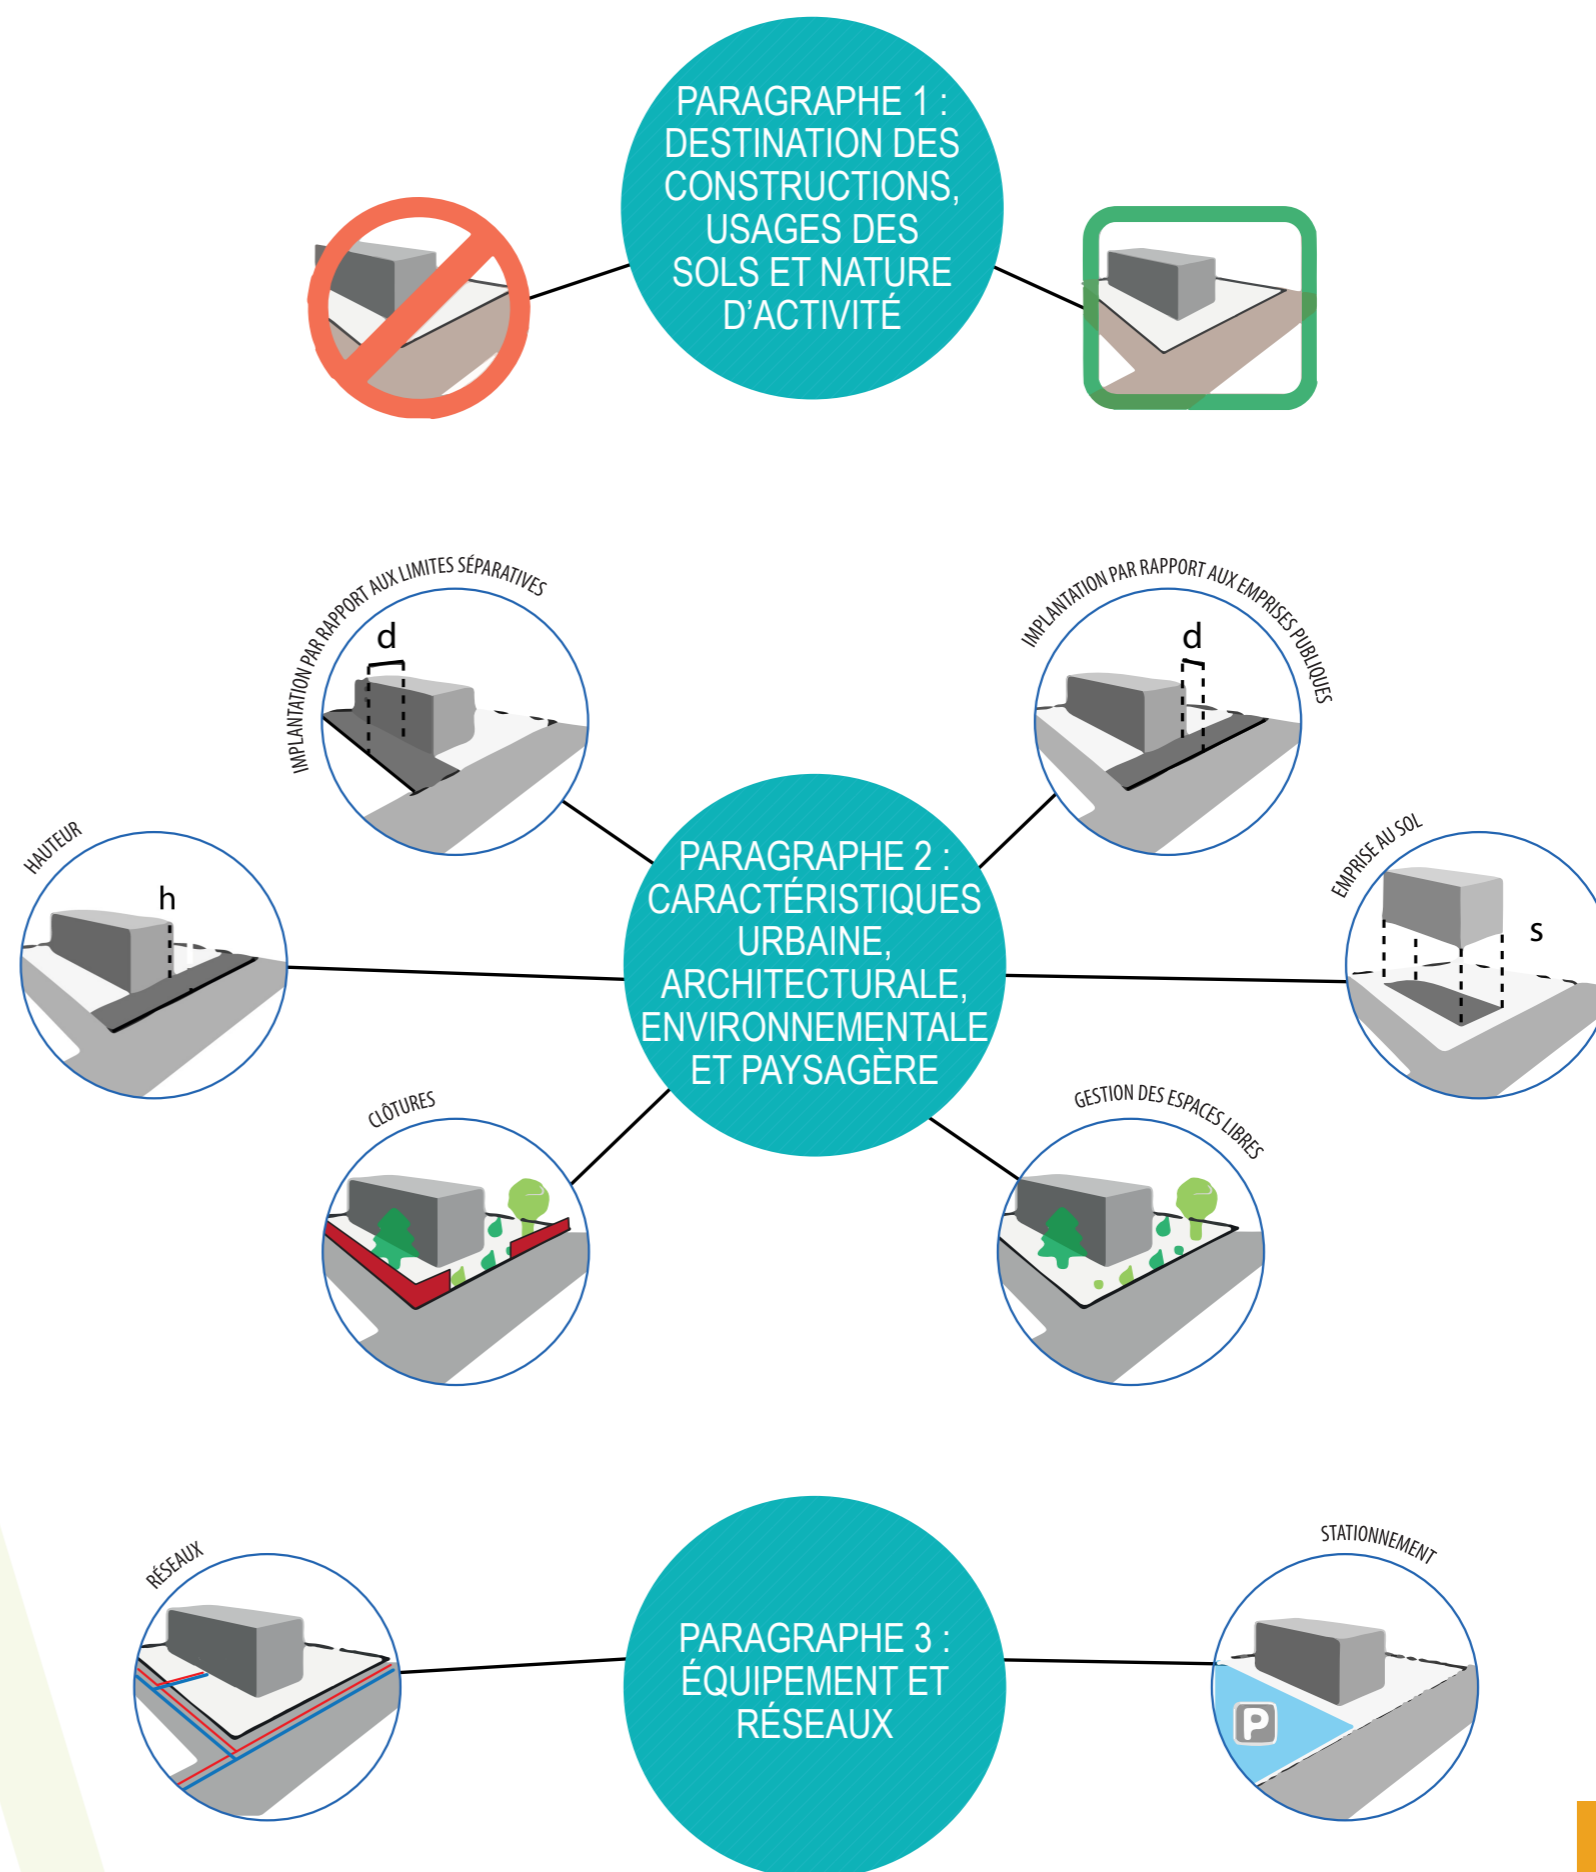 PARAGRAPHE 1 :
DESTINATION DES
CONSTRUCTIONS,
USAGES DES
SOLS ET NATURE
D'ACTIVITÉ
IMPLANTATION PAR RAPPORT AUX LIMITES SÉPARATIVES
d
IMPLANTATION PAR RAPPORT AUX EMPRISES PUBLIQUES
d
HAUTEUR
h
PARAGRAPHE 2 :
CARACTÉRISTIQUES
URBAINE,
ARCHITECTURALE,
ENVIRONNEMENTALE
ET PAYSAGÈRE
EMPRISE AU SOL
s
CLÔTURES
GESTION DES ESPACES LIBRES
RÉSEAUX
PARAGRAPHE 3 :
ÉQUIPEMENT ET
RÉSEAUX
STATIONNEMENT
P